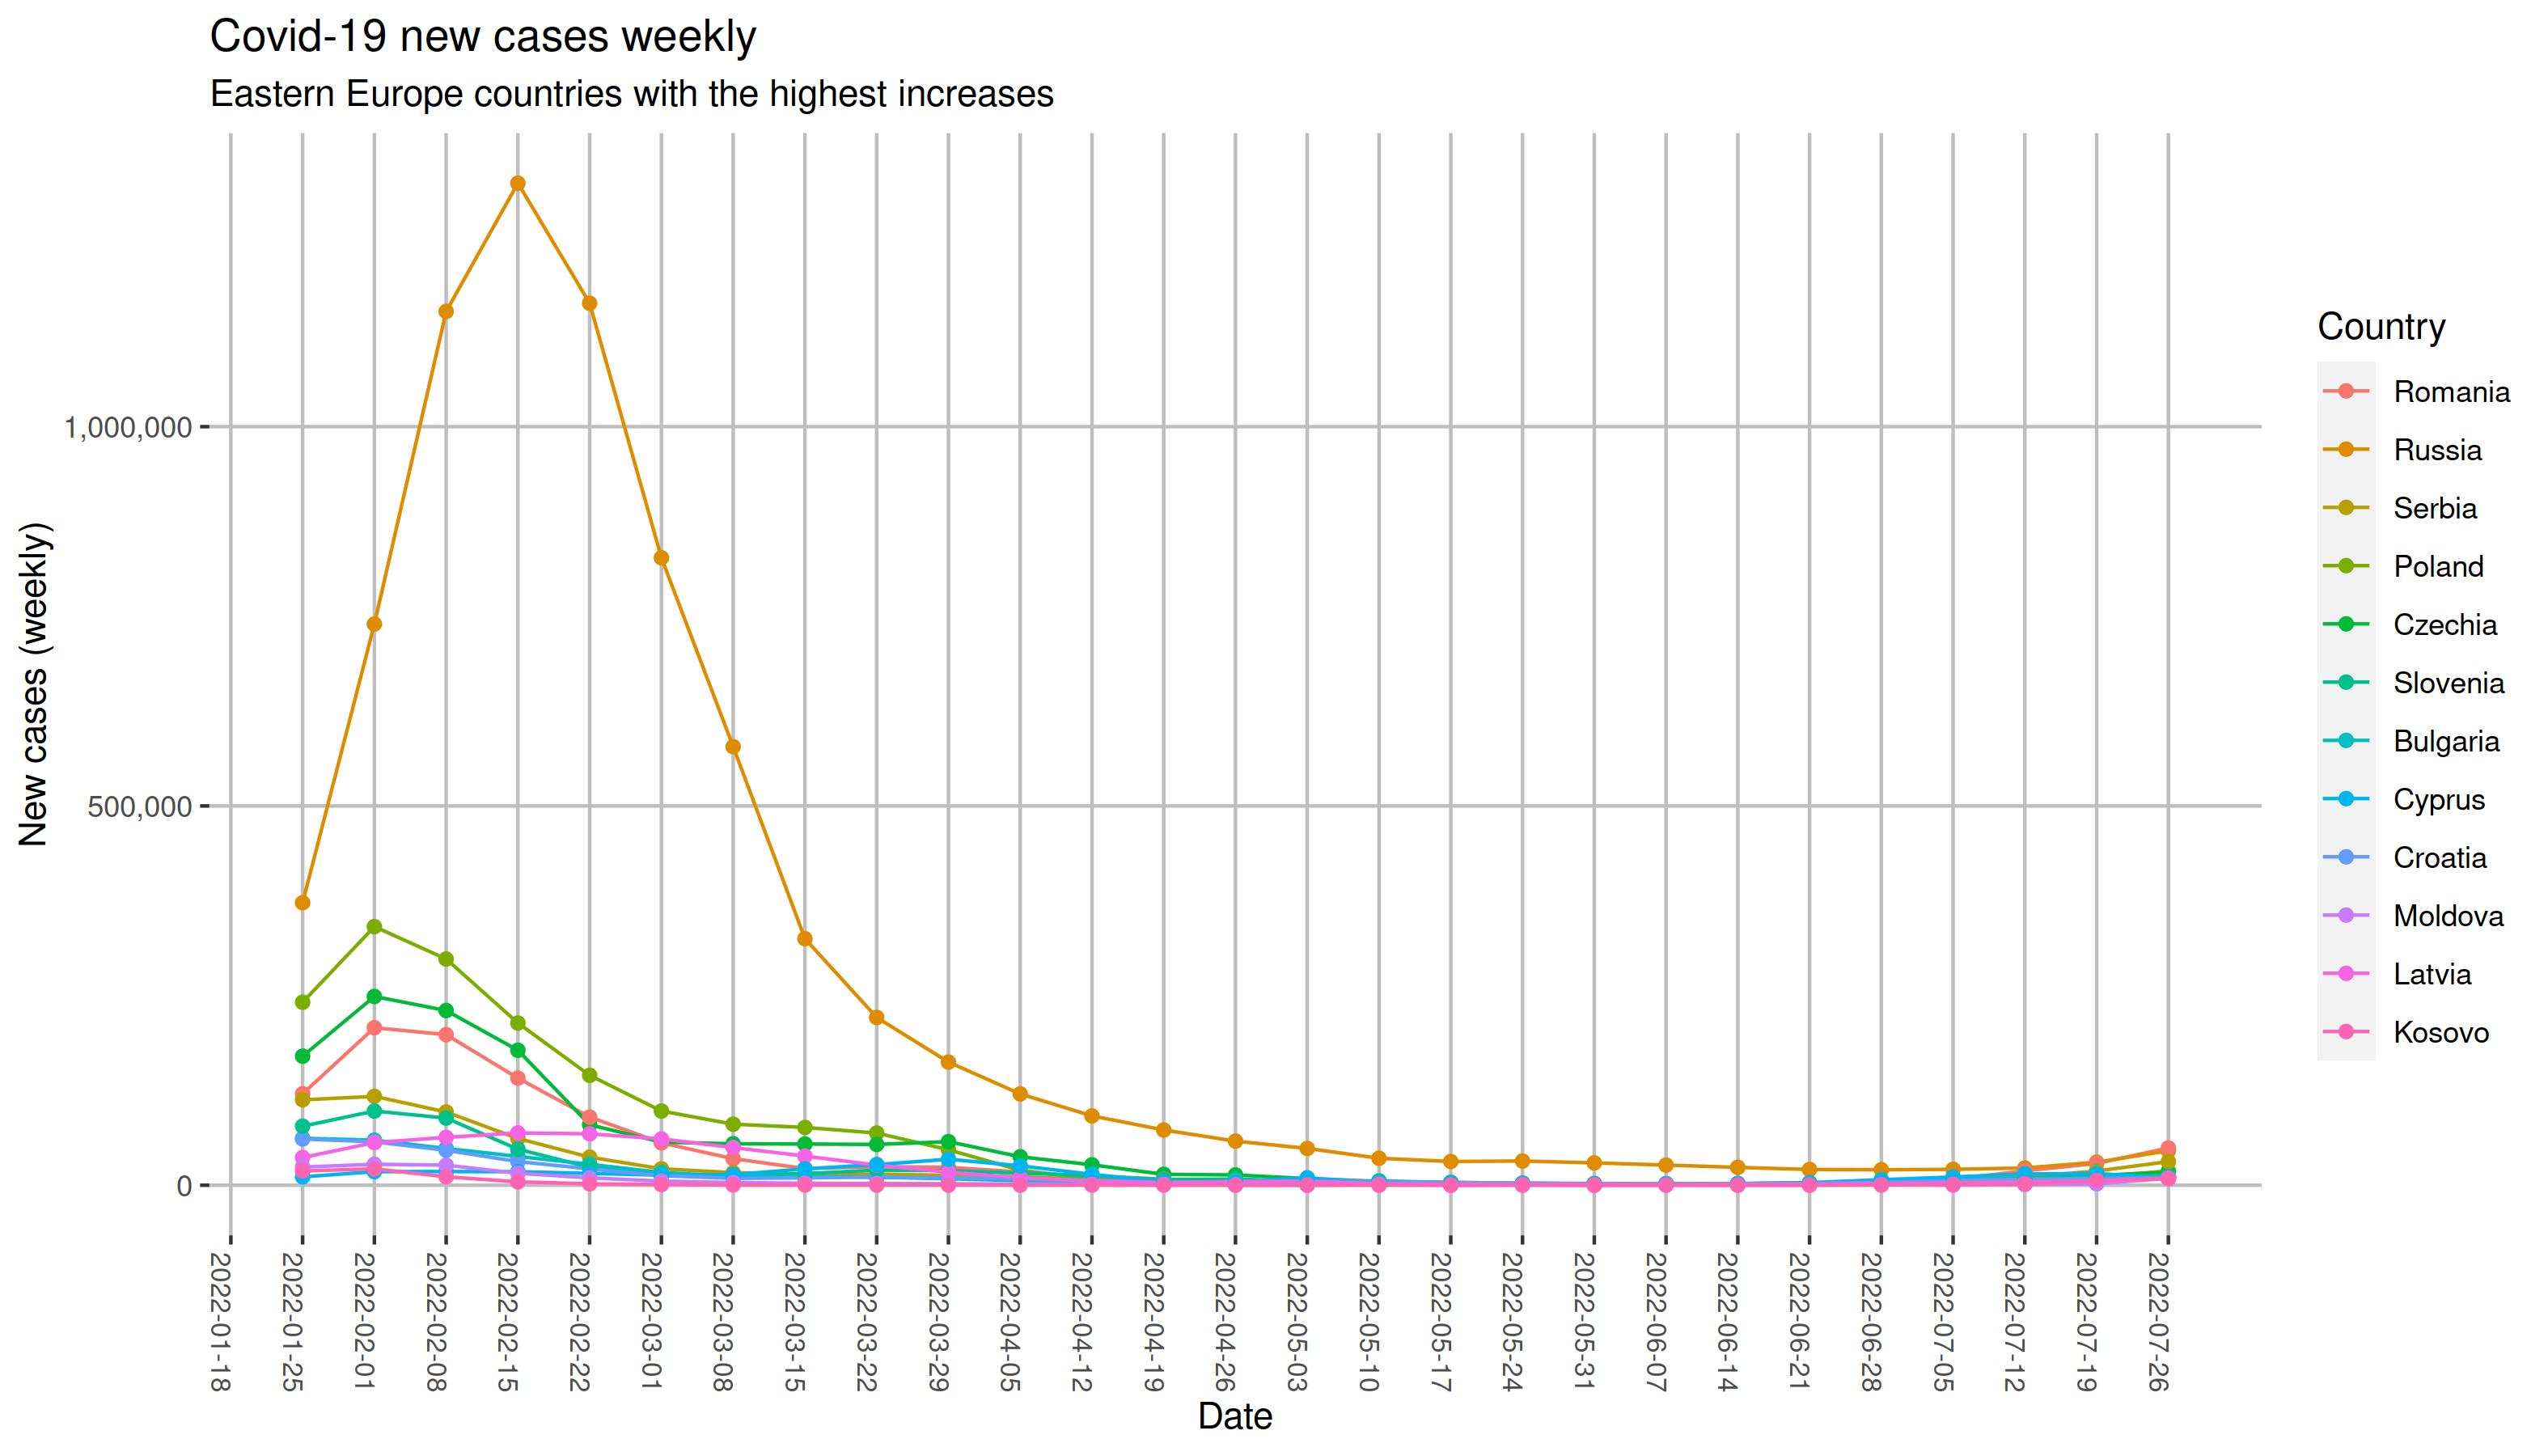 Covid-19 new cases weekly
Eastern Europe countries with the highest increases
New cases (weekly)
1,000,000
500,000
0
2022-01-18
2022-01-25
2022-02-01
2022-02-08
2022-02-15
2022-02-22
2022-03-01
2022-03-08
2022-03-15
2022-03-22
2022-03-29
2022-04-05
2022-04-12
2022-04-19
2022-04-26
2022-05-03
2022-05-10
2022-05-17
2022-05-24
2022-05-31
2022-06-07
2022-06-14
2022-06-21
2022-06-28
2022-07-05
2022-07-12
2022-07-19
2022-07-26
Date
Country
Romania
Russia
Serbia
Poland
Czechia
Slovenia
Bulgaria
Cyprus
Croatia
Moldova
Latvia
Kosovo